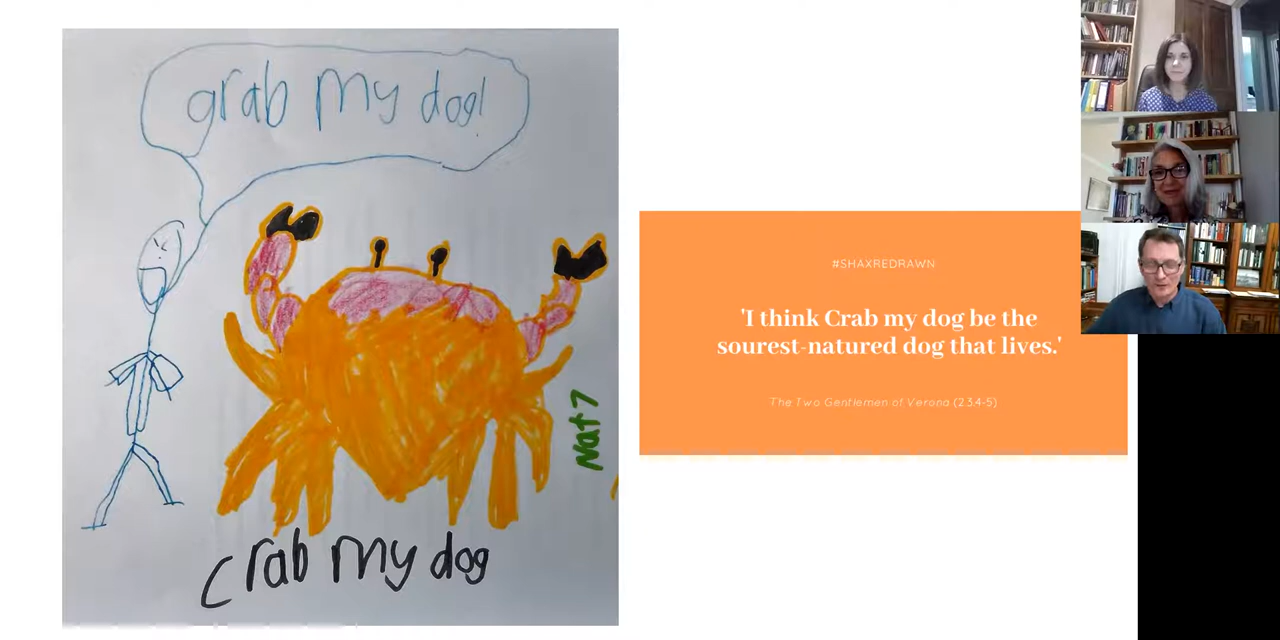 grab my dog!
crab my dog
Nat 7
#SHAXREDRAWN
'I think Crab my dog be the
sourest-natured dog that lives.'
The Two Gentlemen of Verona (2.3.4-5)